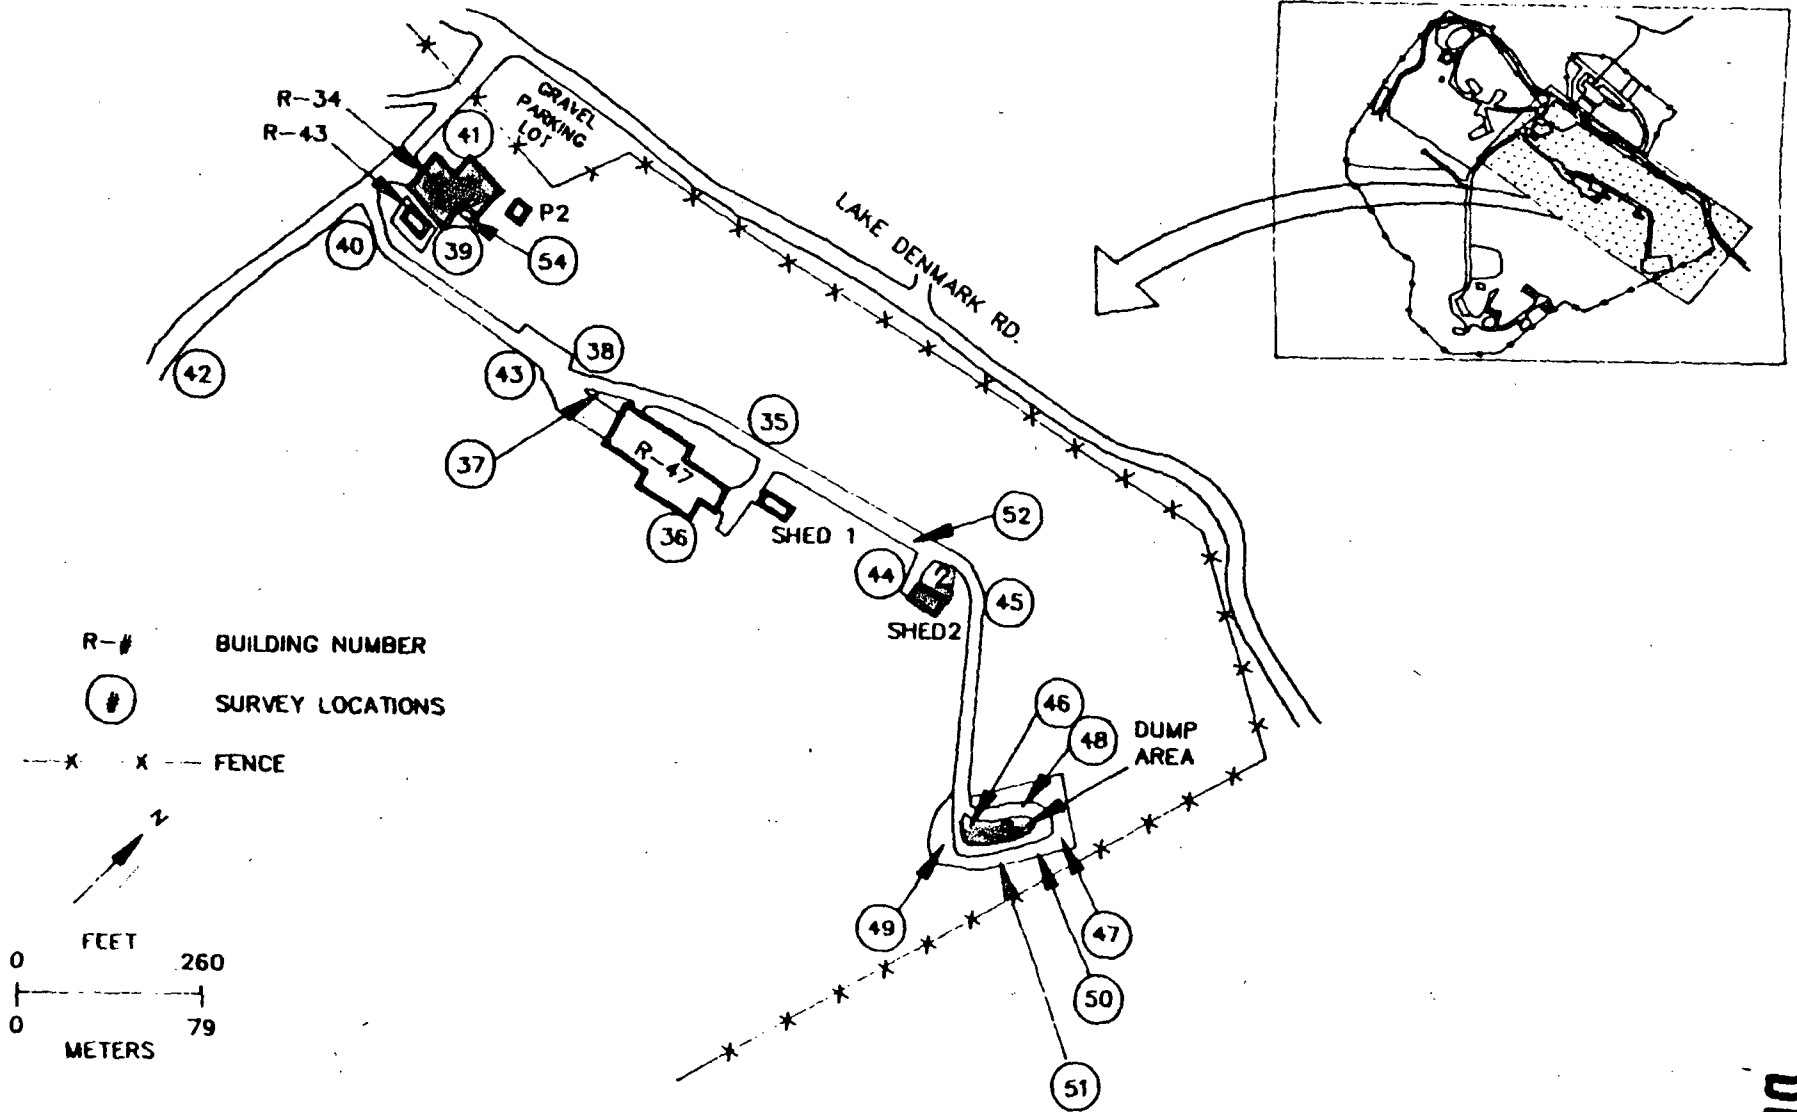 R-34
R-43
41
GRAVEL
PARKING
LOT
P2
40
39
54
LAKE DENMARK RD.
42
43
38
37
35
R-47
36
SHED 1
52
44
45
SHED2
R-# BUILDING NUMBER
# SURVEY LOCATIONS
FENCE
46
48
DUMP
AREA
N
49
47
50
51
FEET
0 260
0 79
METERS